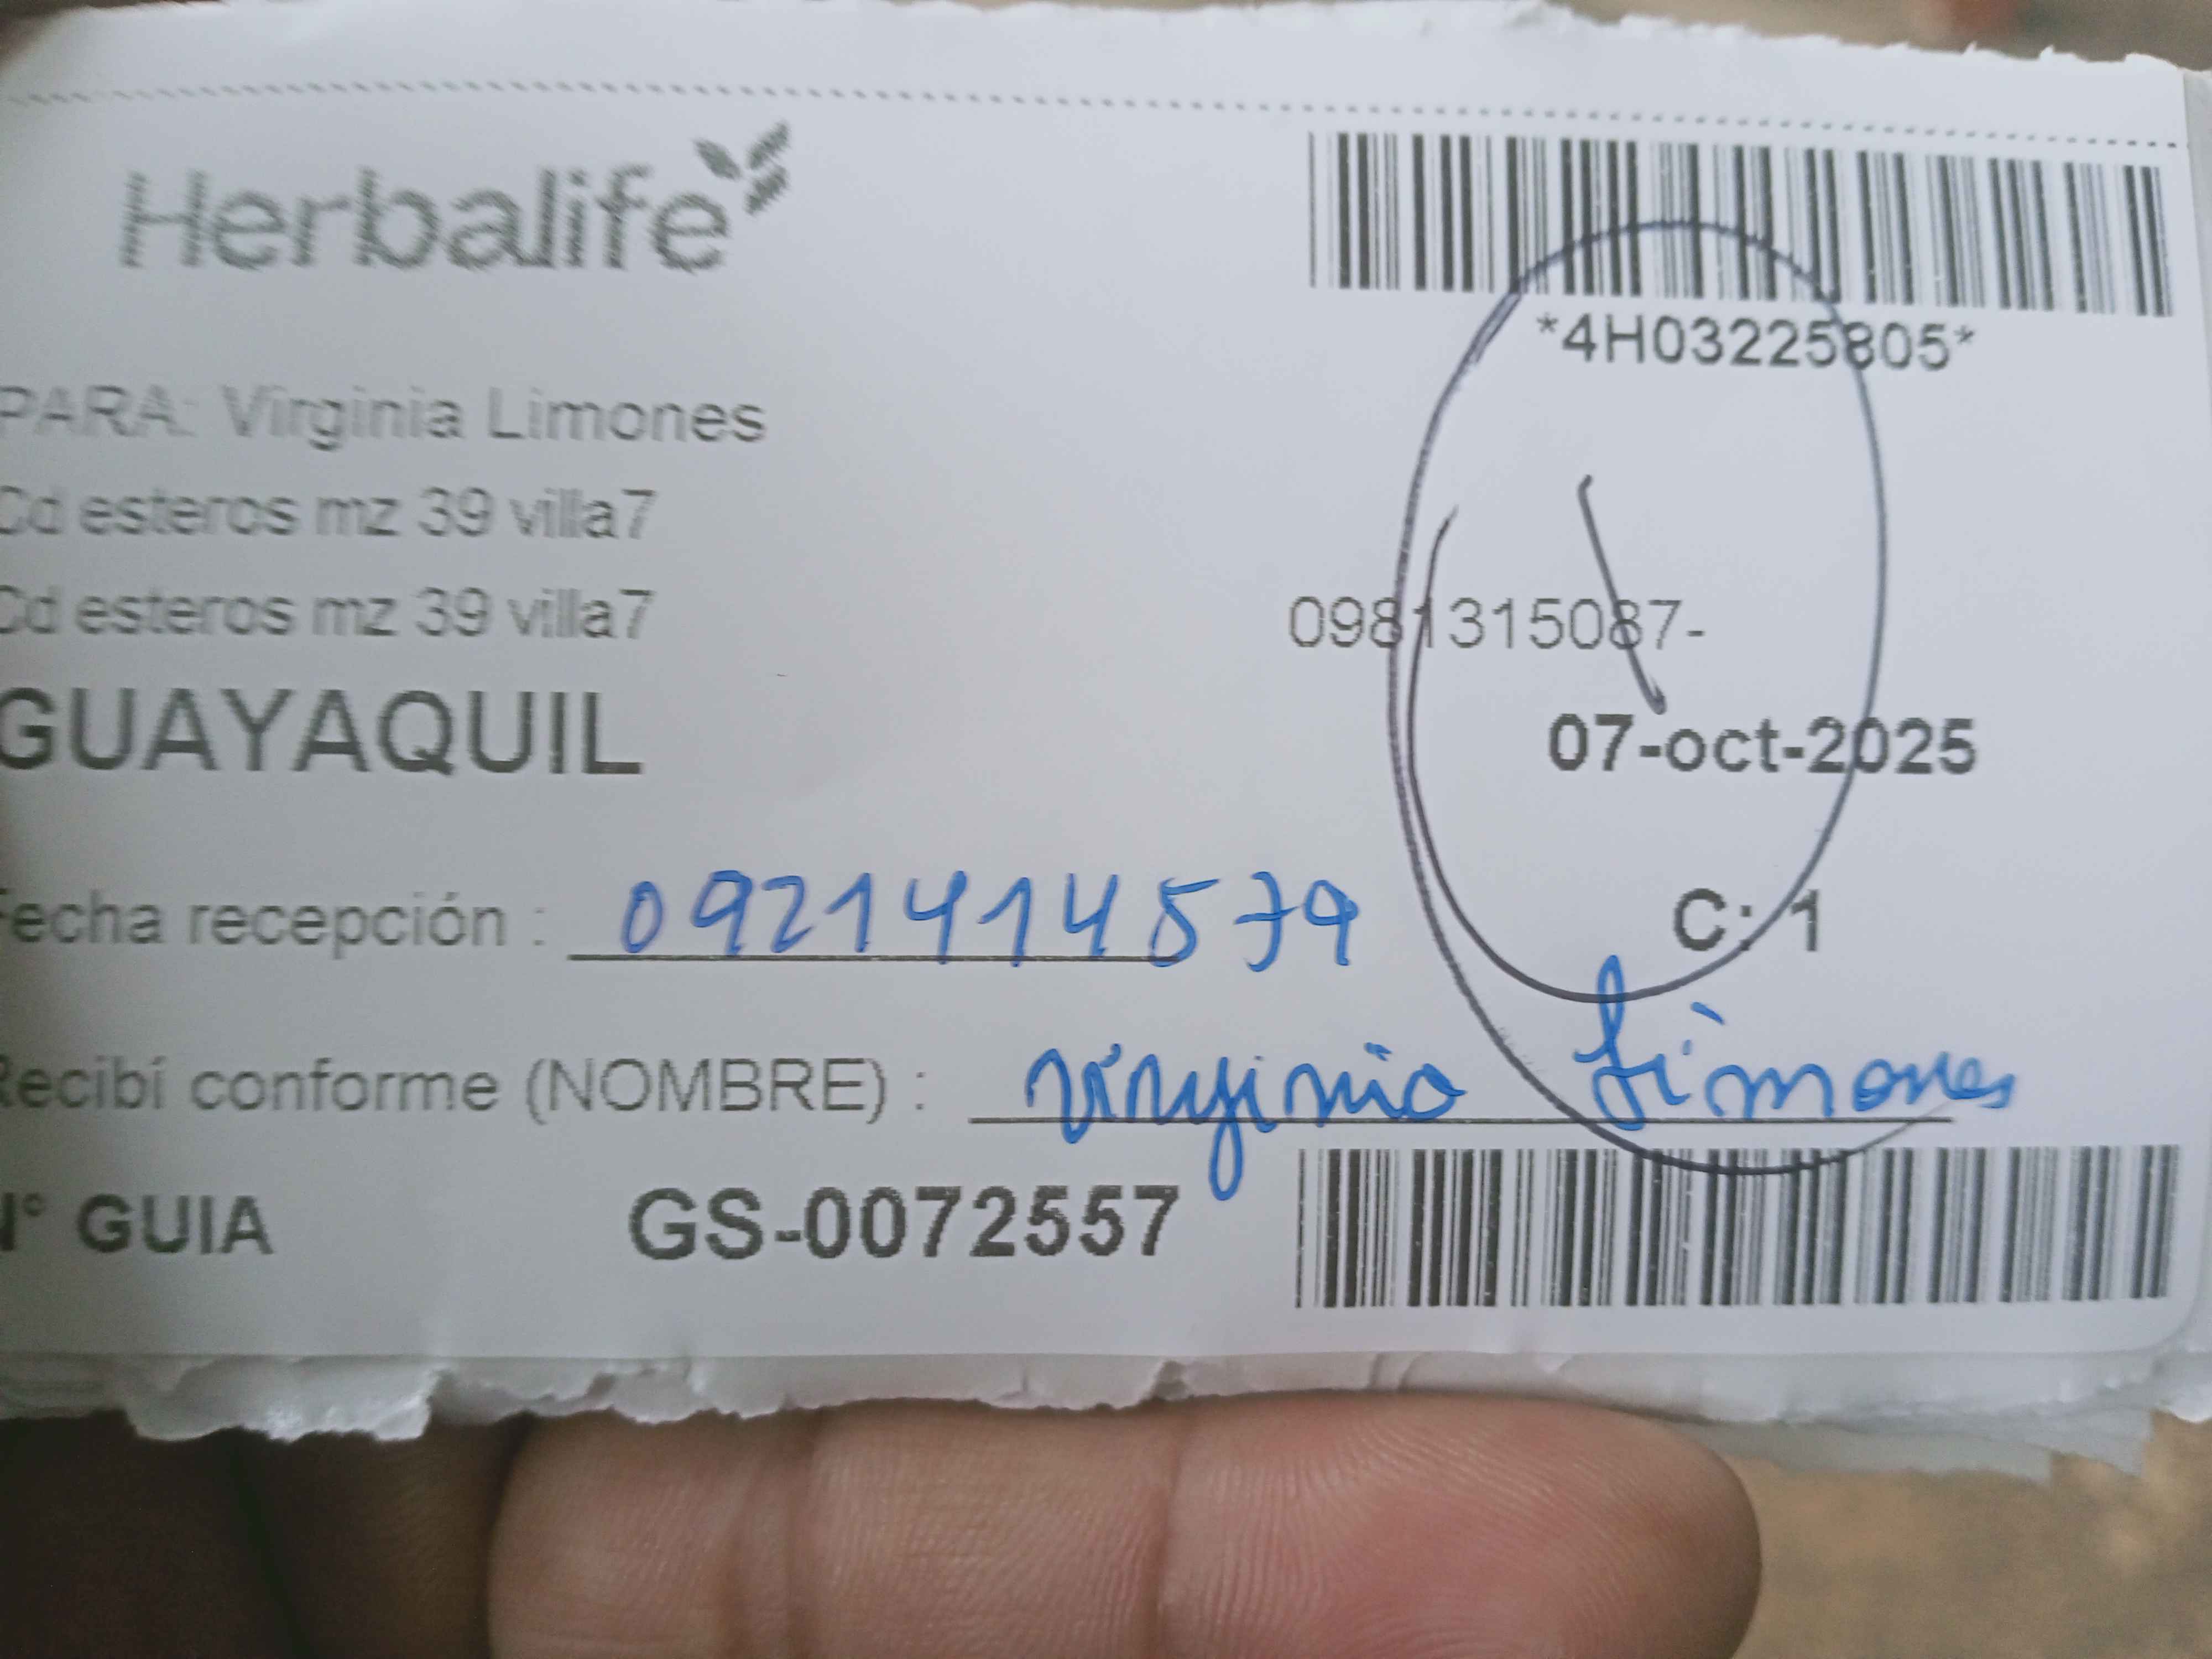 Herbalife
*4H03225805*
PARA: Virginia Limones
Cd esteros mz 39 villa7
Cd esteros mz 39 villa7
0981315087-
GUAYAQUIL
07-oct-2025
C: 1
Fecha recepción : 0921414579
Recibí conforme (NOMBRE) : Virginia Limones
N° GUIA GS-0072557